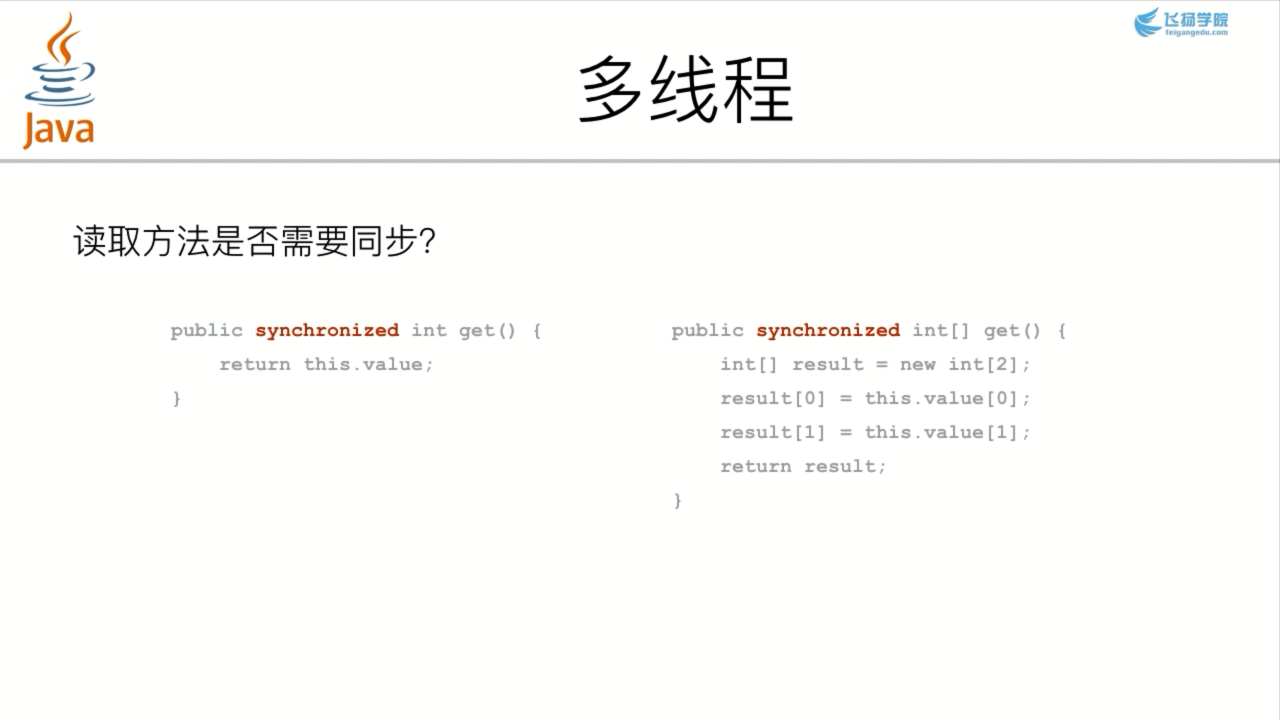 Java
飞扬学院
feiyangedu.com
多线程
读取方法是否需要同步?
public synchronized int get() {
    return this.value;
}
public synchronized int[] get() {
    int[] result = new int[2];
    result[0] = this.value[0];
    result[1] = this.value[1];
    return result;
}